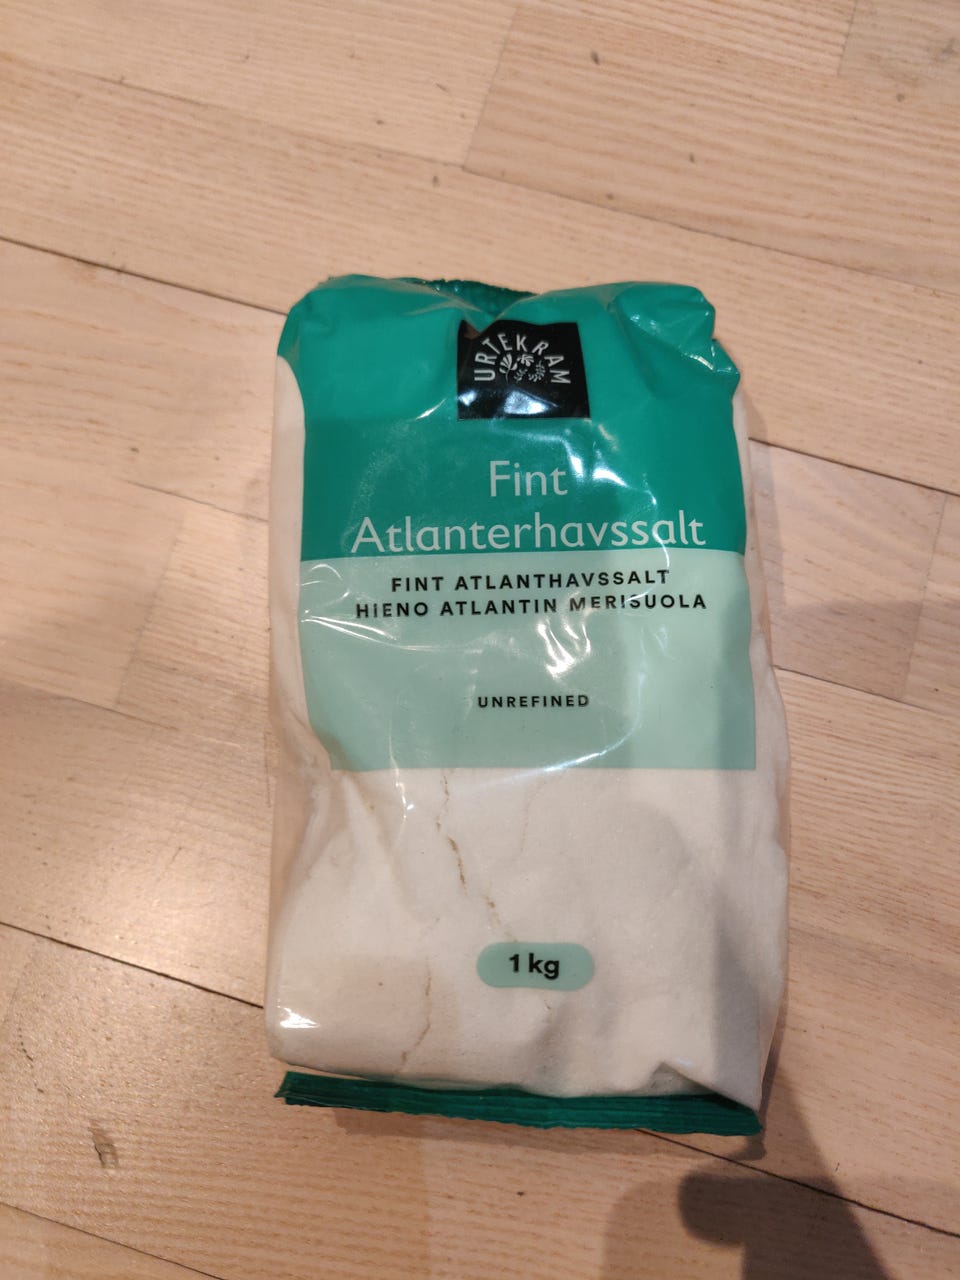 URTEKRAM
Fint
Atlanterhavssalt
FINT ATLANTHAVSSALT
HIENO ATLANTIN MERISUOLA
UNREFINED
1 kg